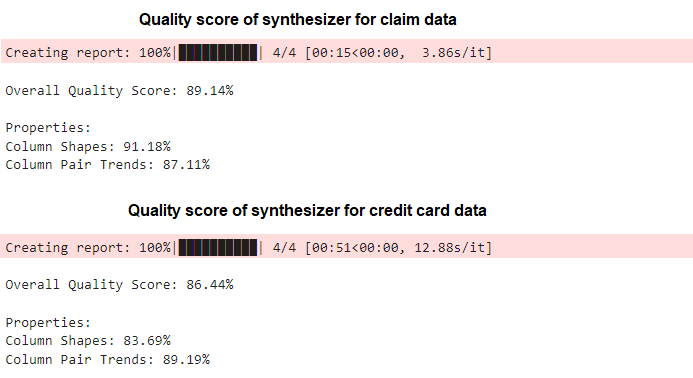 Quality score of synthesizer for claim data
Creating report: 100%|██████████| 4/4 [00:15<00:00,  3.86s/it]
Overall Quality Score: 89.14%
Properties:
Column Shapes: 91.18%
Column Pair Trends: 87.11%
Quality score of synthesizer for credit card data
Creating report: 100%|██████████| 4/4 [00:51<00:00, 12.88s/it]
Overall Quality Score: 86.44%
Properties:
Column Shapes: 83.69%
Column Pair Trends: 89.19%